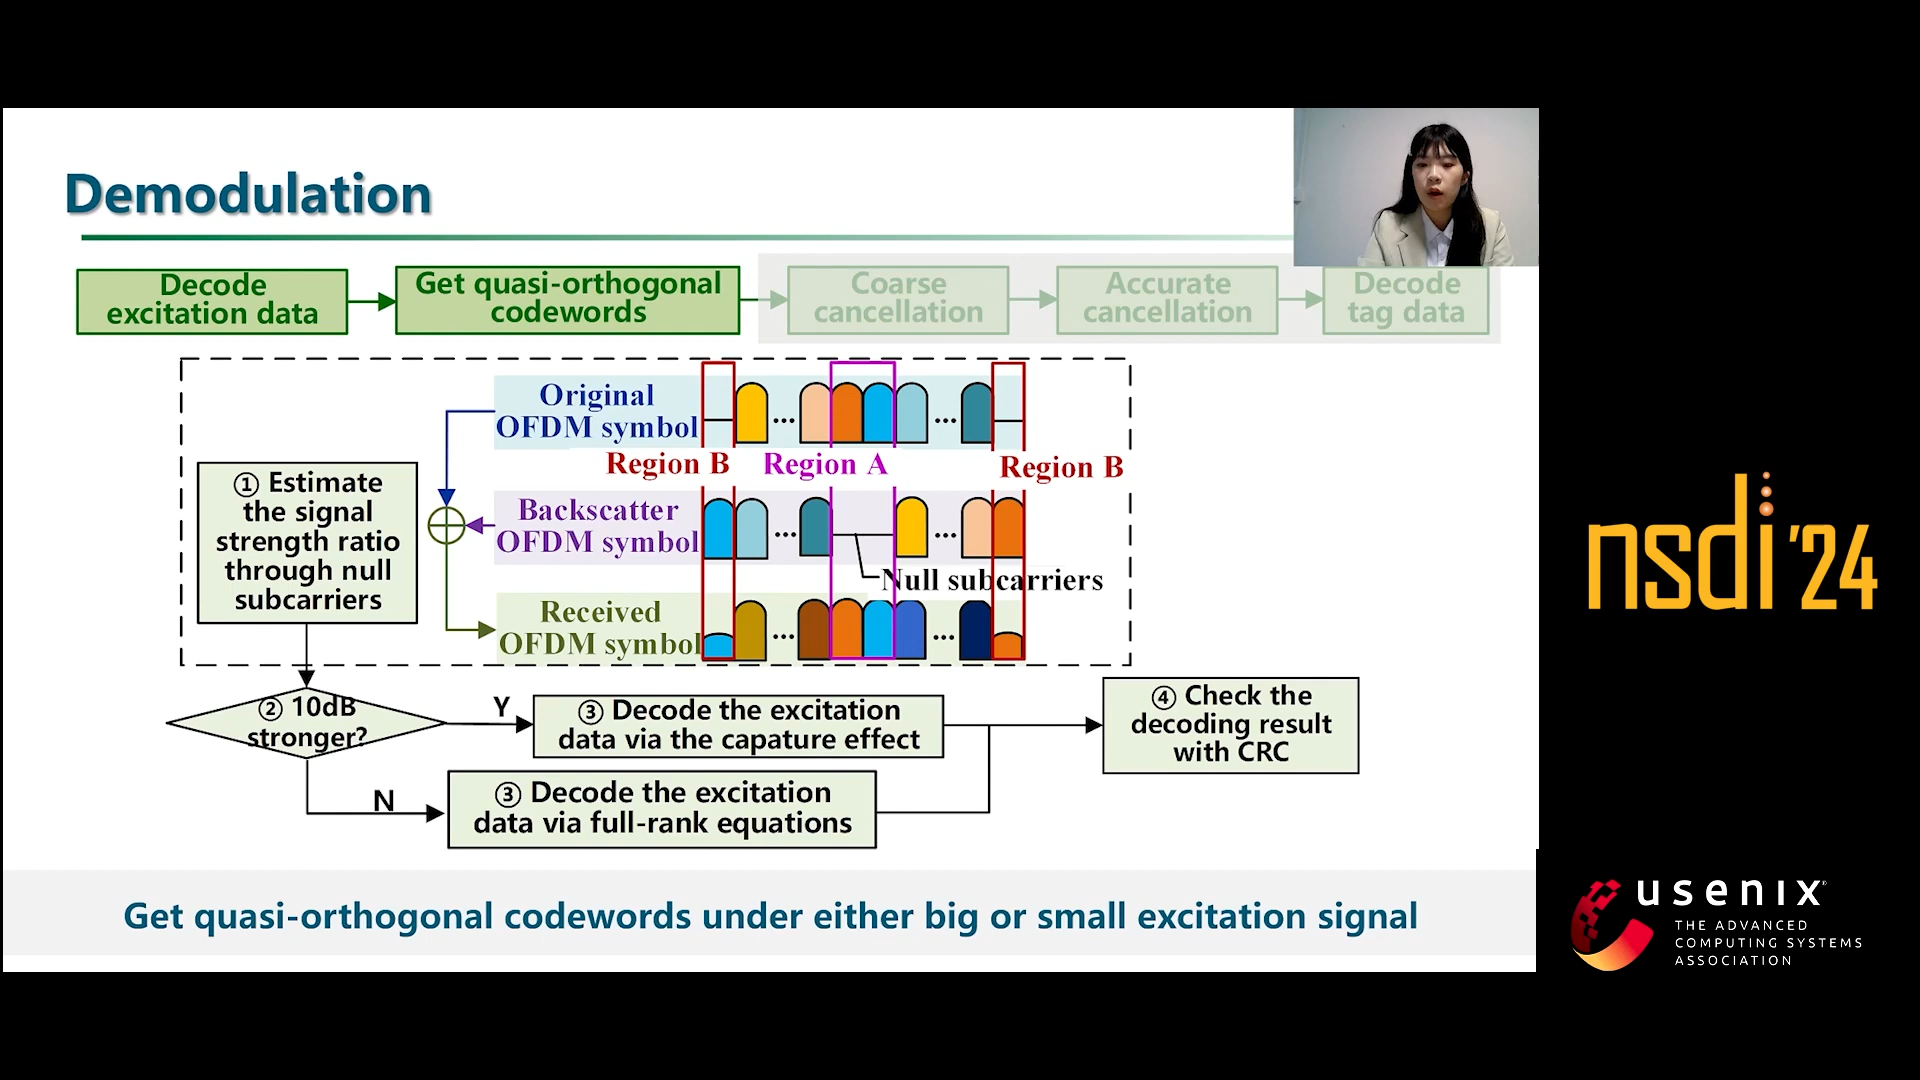 Demodulation
Decode
excitation data
Get quasi-orthogonal
codewords
Coarse
cancellation
Accurate
cancellation
Decode
tag data
Original
OFDM symbol
Region B
Region A
Region B
Backscatter
OFDM symbol
Null subcarriers
Received
OFDM symbol
① Estimate
the signal
strength ratio
through null
subcarriers
② 10dB
stronger?
Y
③ Decode the excitation
data via the capature effect
N
③ Decode the excitation
data via full-rank equations
④ Check the
decoding result
with CRC
Get quasi-orthogonal codewords under either big or small excitation signal
nsdi '24
usenix®
THE ADVANCED
COMPUTING SYSTEMS
ASSOCIATION